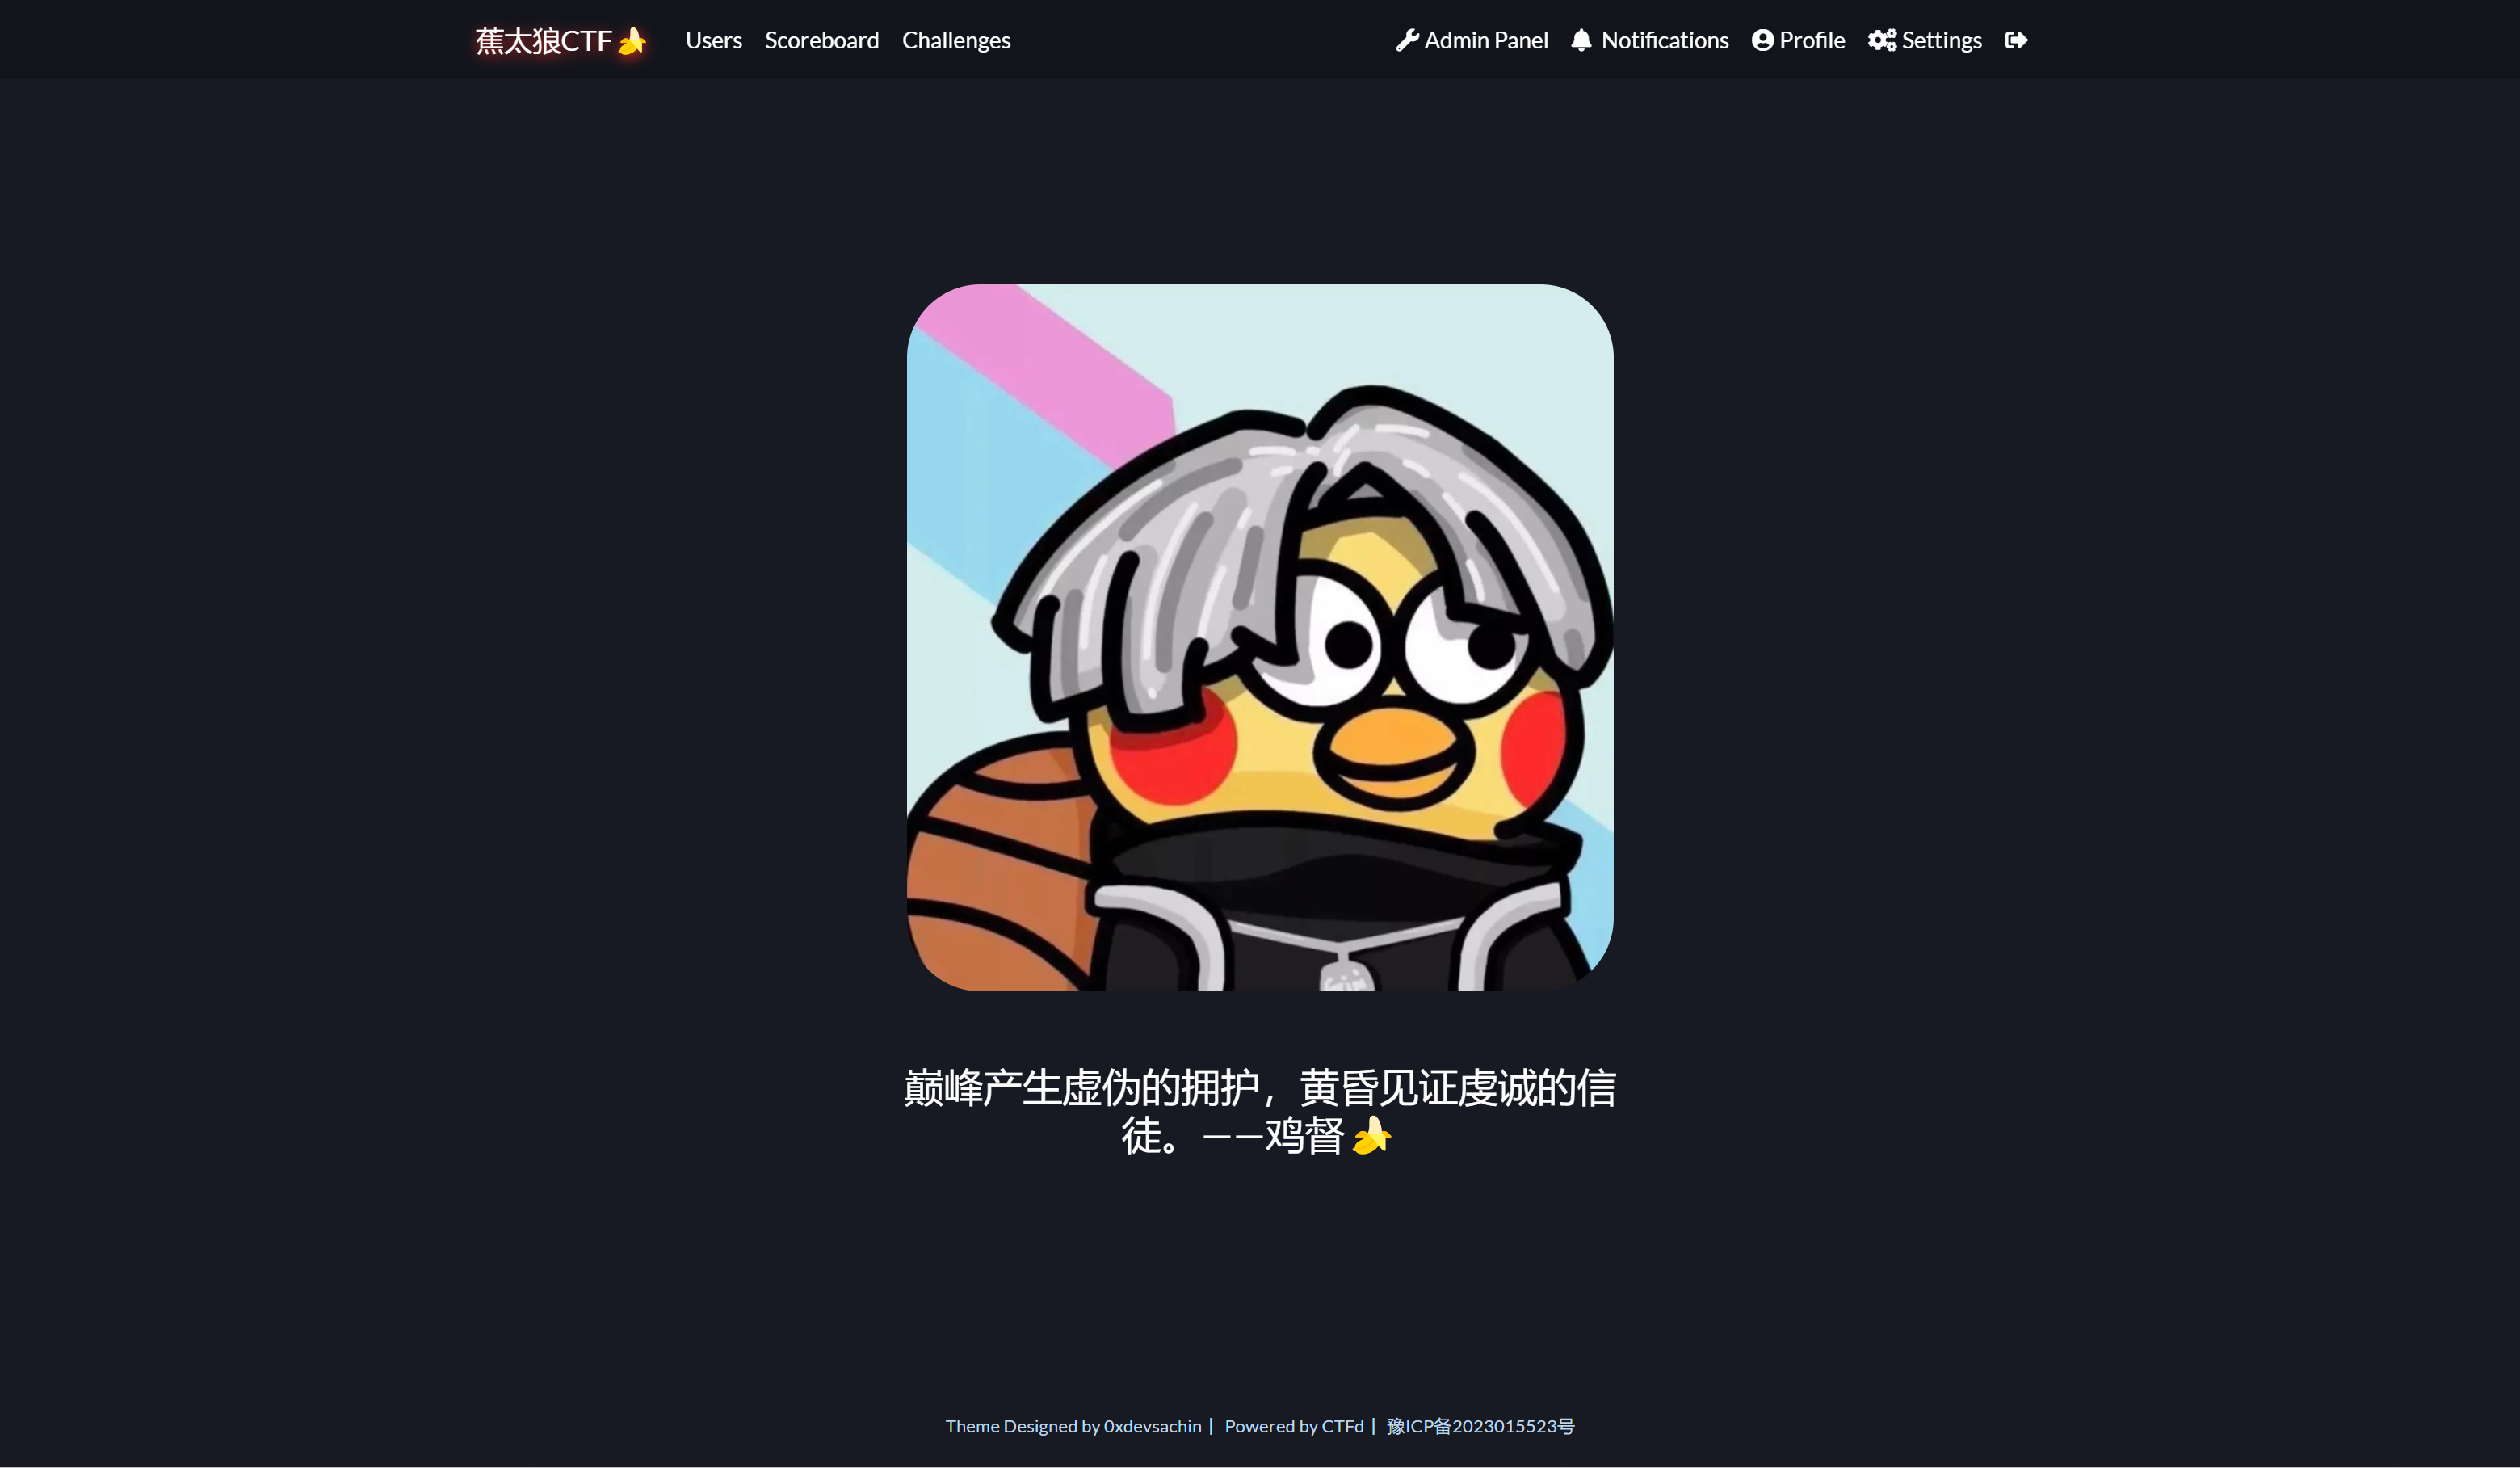 蕉太狼CTF🍌 Users Scoreboard Challenges Admin Panel Notifications Profile Settings
巅峰产生虚伪的拥护，黄昏见证虔诚的信
徒。——鸡督🍌
Theme Designed by 0xdevsachin | Powered by CTFd | 豫ICP备2023015523号